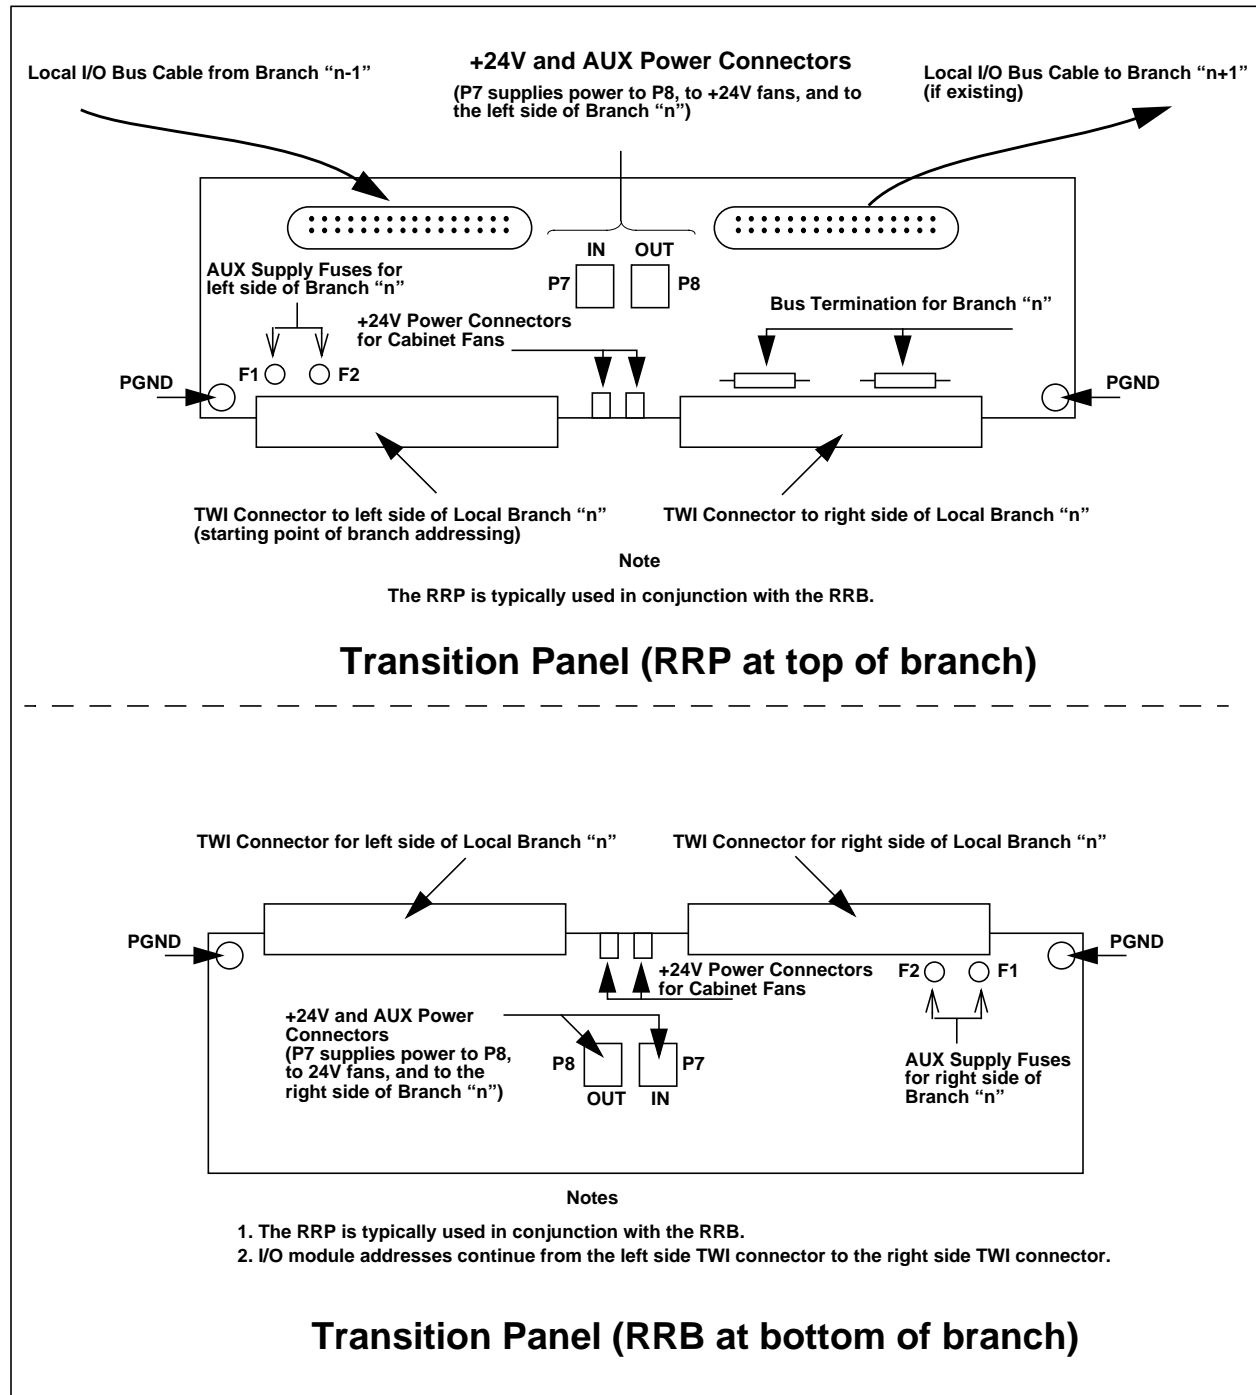 Local I/O Bus Cable from Branch “n-1”
+24V and AUX Power Connectors
(P7 supplies power to P8, to +24V fans, and to
the left side of Branch “n”)
Local I/O Bus Cable to Branch “n+1”
(if existing)
IN
OUT
P7
P8
AUX Supply Fuses for
left side of Branch “n”
+24V Power Connectors
for Cabinet Fans
Bus Termination for Branch “n”
F1
F2
PGND
PGND
TWI Connector to left side of Local Branch “n”
(starting point of branch addressing)
TWI Connector to right side of Local Branch “n”
Note
The RRP is typically used in conjunction with the RRB.
Transition Panel (RRP at top of branch)
TWI Connector for left side of Local Branch “n”
TWI Connector for right side of Local Branch “n”
PGND
PGND
+24V Power Connectors
for Cabinet Fans
F2
F1
+24V and AUX Power
Connectors
(P7 supplies power to P8,
to 24V fans, and to the
right side of Branch “n”)
P8
P7
OUT
IN
AUX Supply Fuses
for right side of
Branch “n”
Notes
1. The RRP is typically used in conjunction with the RRB.
2. I/O module addresses continue from the left side TWI connector to the right side TWI connector.
Transition Panel (RRB at bottom of branch)